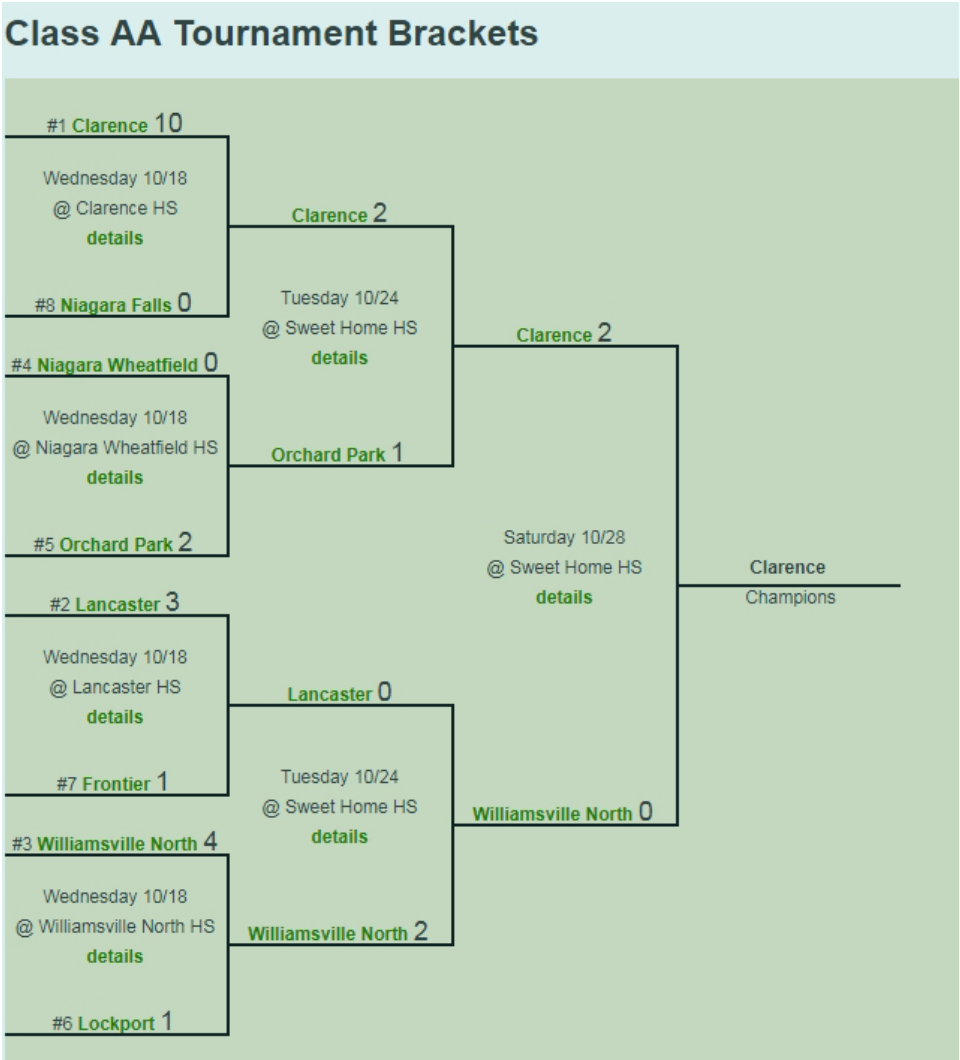 Class AA Tournament Brackets
#1 Clarence 10
Wednesday 10/18
@ Clarence HS
details
#8 Niagara Falls 0
#4 Niagara Wheatfield 0
Wednesday 10/18
@ Niagara Wheatfield HS
details
#5 Orchard Park 2
#2 Lancaster 3
Wednesday 10/18
@ Lancaster HS
details
#7 Frontier 1
#3 Williamsville North 4
Wednesday 10/18
@ Williamsville North HS
details
#6 Lockport 1
Clarence 2
Tuesday 10/24
@ Sweet Home HS
details
Orchard Park 1
Lancaster 0
Tuesday 10/24
@ Sweet Home HS
details
Williamsville North 2
Clarence 2
Saturday 10/28
@ Sweet Home HS
details
Williamsville North 0
Clarence
Champions